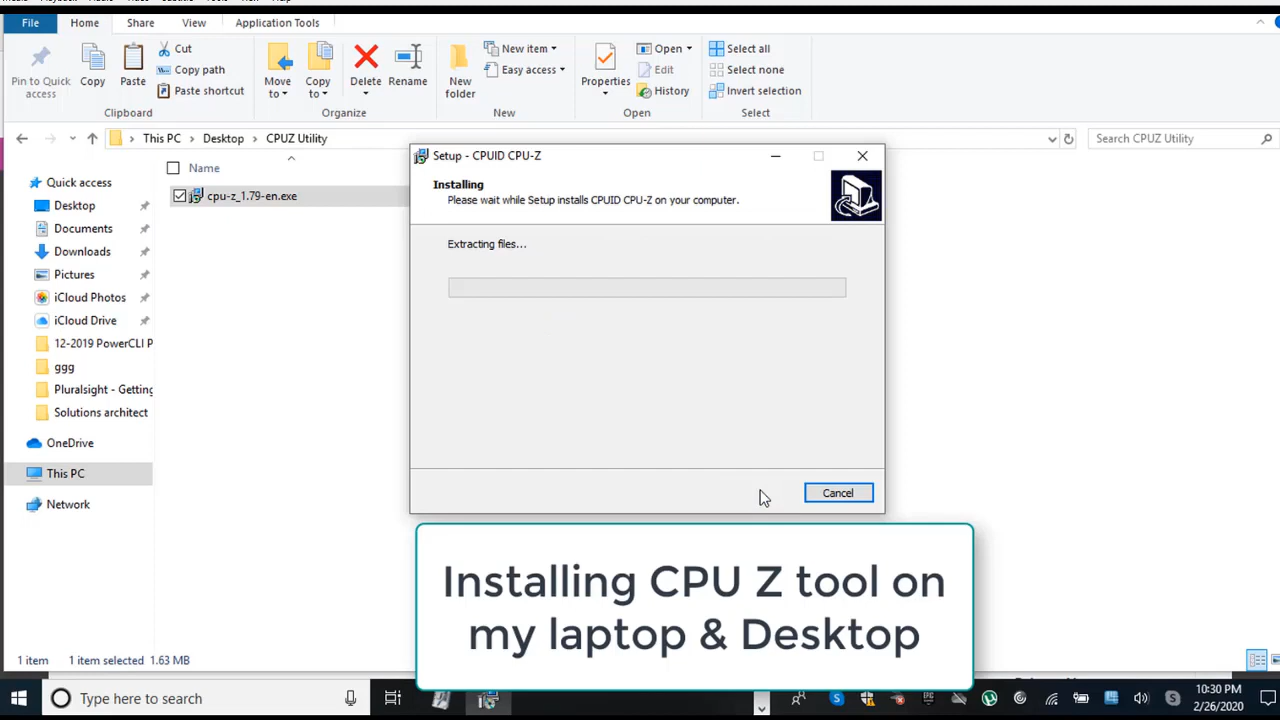 File Home Share View Application Tools
Pin to Quick access
Copy
Paste
Cut
Copy path
Paste shortcut
Clipboard
Move to
Copy to
Delete
Rename
Organize
New folder
New item
Easy access
New
Properties
Open
Edit
History
Open
Select all
Select none
Invert selection
Select
This PC > Desktop > CPUZ Utility
Search CPUZ Utility
Quick access
Desktop
Documents
Downloads
Pictures
iCloud Photos
iCloud Drive
12-2019 PowerCLI P
ggg
Pluralsight - Getting
Solutions architect
OneDrive
This PC
Network
Name
cpu-z_1.79-en.exe
Setup - CPUID CPU-Z
Installing
Please wait while Setup installs CPUID CPU-Z on your computer.
Extracting files...
Cancel
Installing CPU Z tool on
my laptop & Desktop
1 item 1 item selected 1.63 MB
Type here to search
10:30 PM
2/26/2020